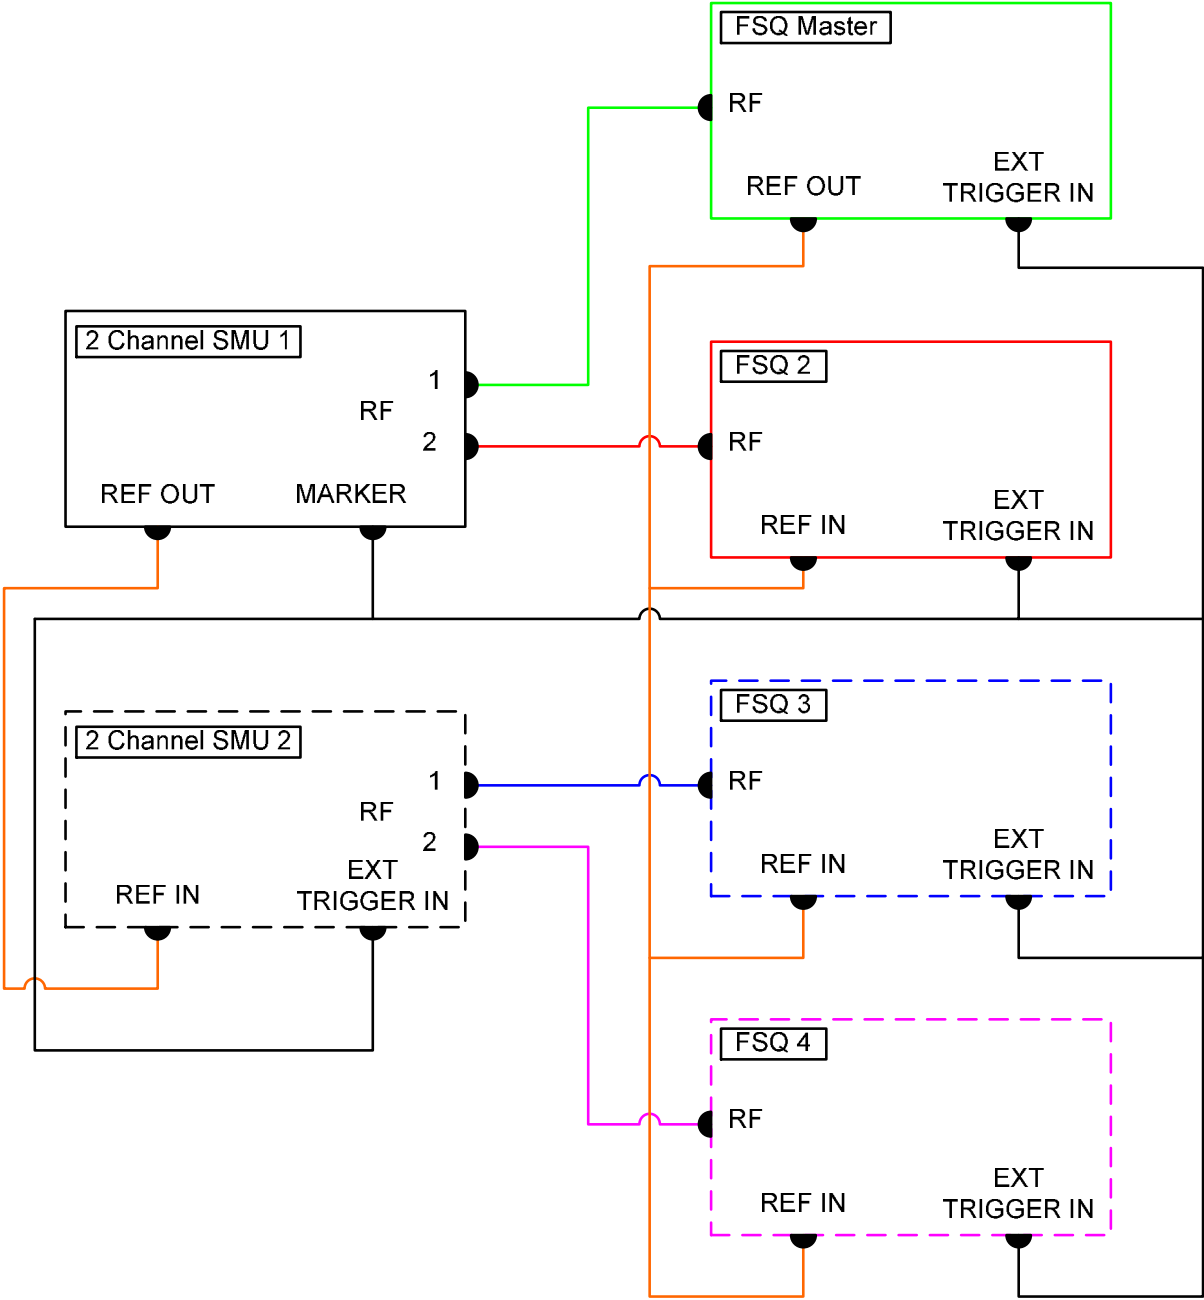 FSQ Master
RF
REF OUT
EXT
TRIGGER IN
2 Channel SMU 1
1
RF
2
REF OUT
MARKER
FSQ 2
RF
REF IN
EXT
TRIGGER IN
2 Channel SMU 2
1
RF
2
REF IN
EXT
TRIGGER IN
FSQ 3
RF
REF IN
EXT
TRIGGER IN
FSQ 4
RF
REF IN
EXT
TRIGGER IN